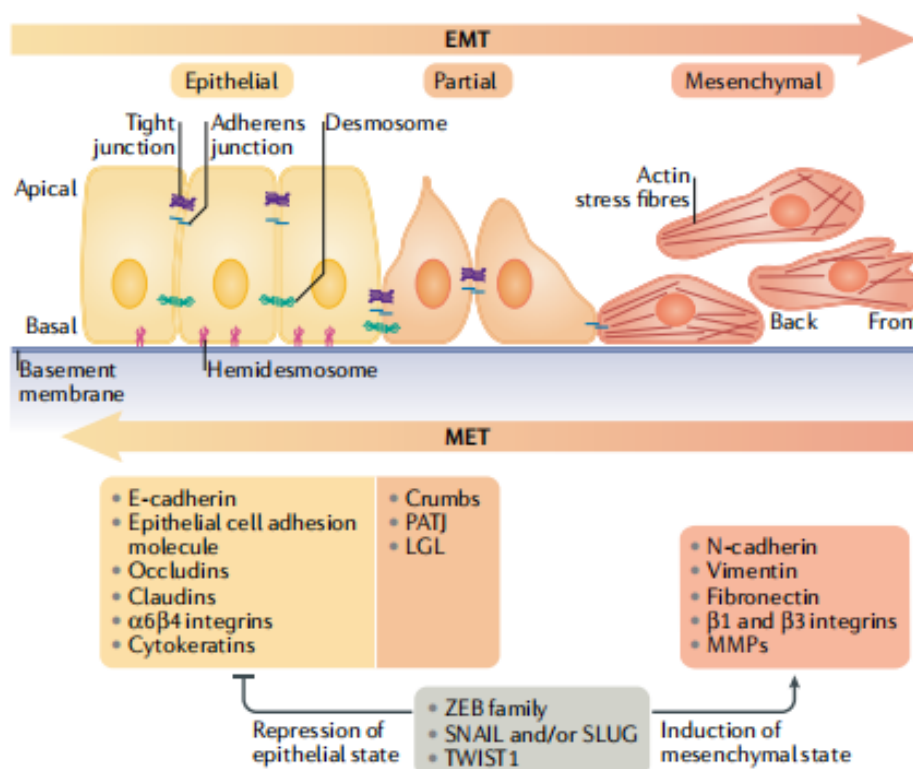 EMT
Epithelial
Partial
Mesenchymal
Tight
junction
Adherens
junction
Desmosome
Apical
Actin
stress fibres
Basal
Back
Front
Basement
membrane
Hemidesmosome
MET
• E-cadherin
• Epithelial cell adhesion
molecule
• Occludins
• Claudins
• α6β4 integrins
• Cytokeratins
• Crumbs
• PATJ
• LGL
• N-cadherin
• Vimentin
• Fibronectin
• β1 and β3 integrins
• MMPs
Repression of
epithelial state
• ZEB family
• SNAIL and/or SLUG
• TWIST1
Induction of
mesenchymal state